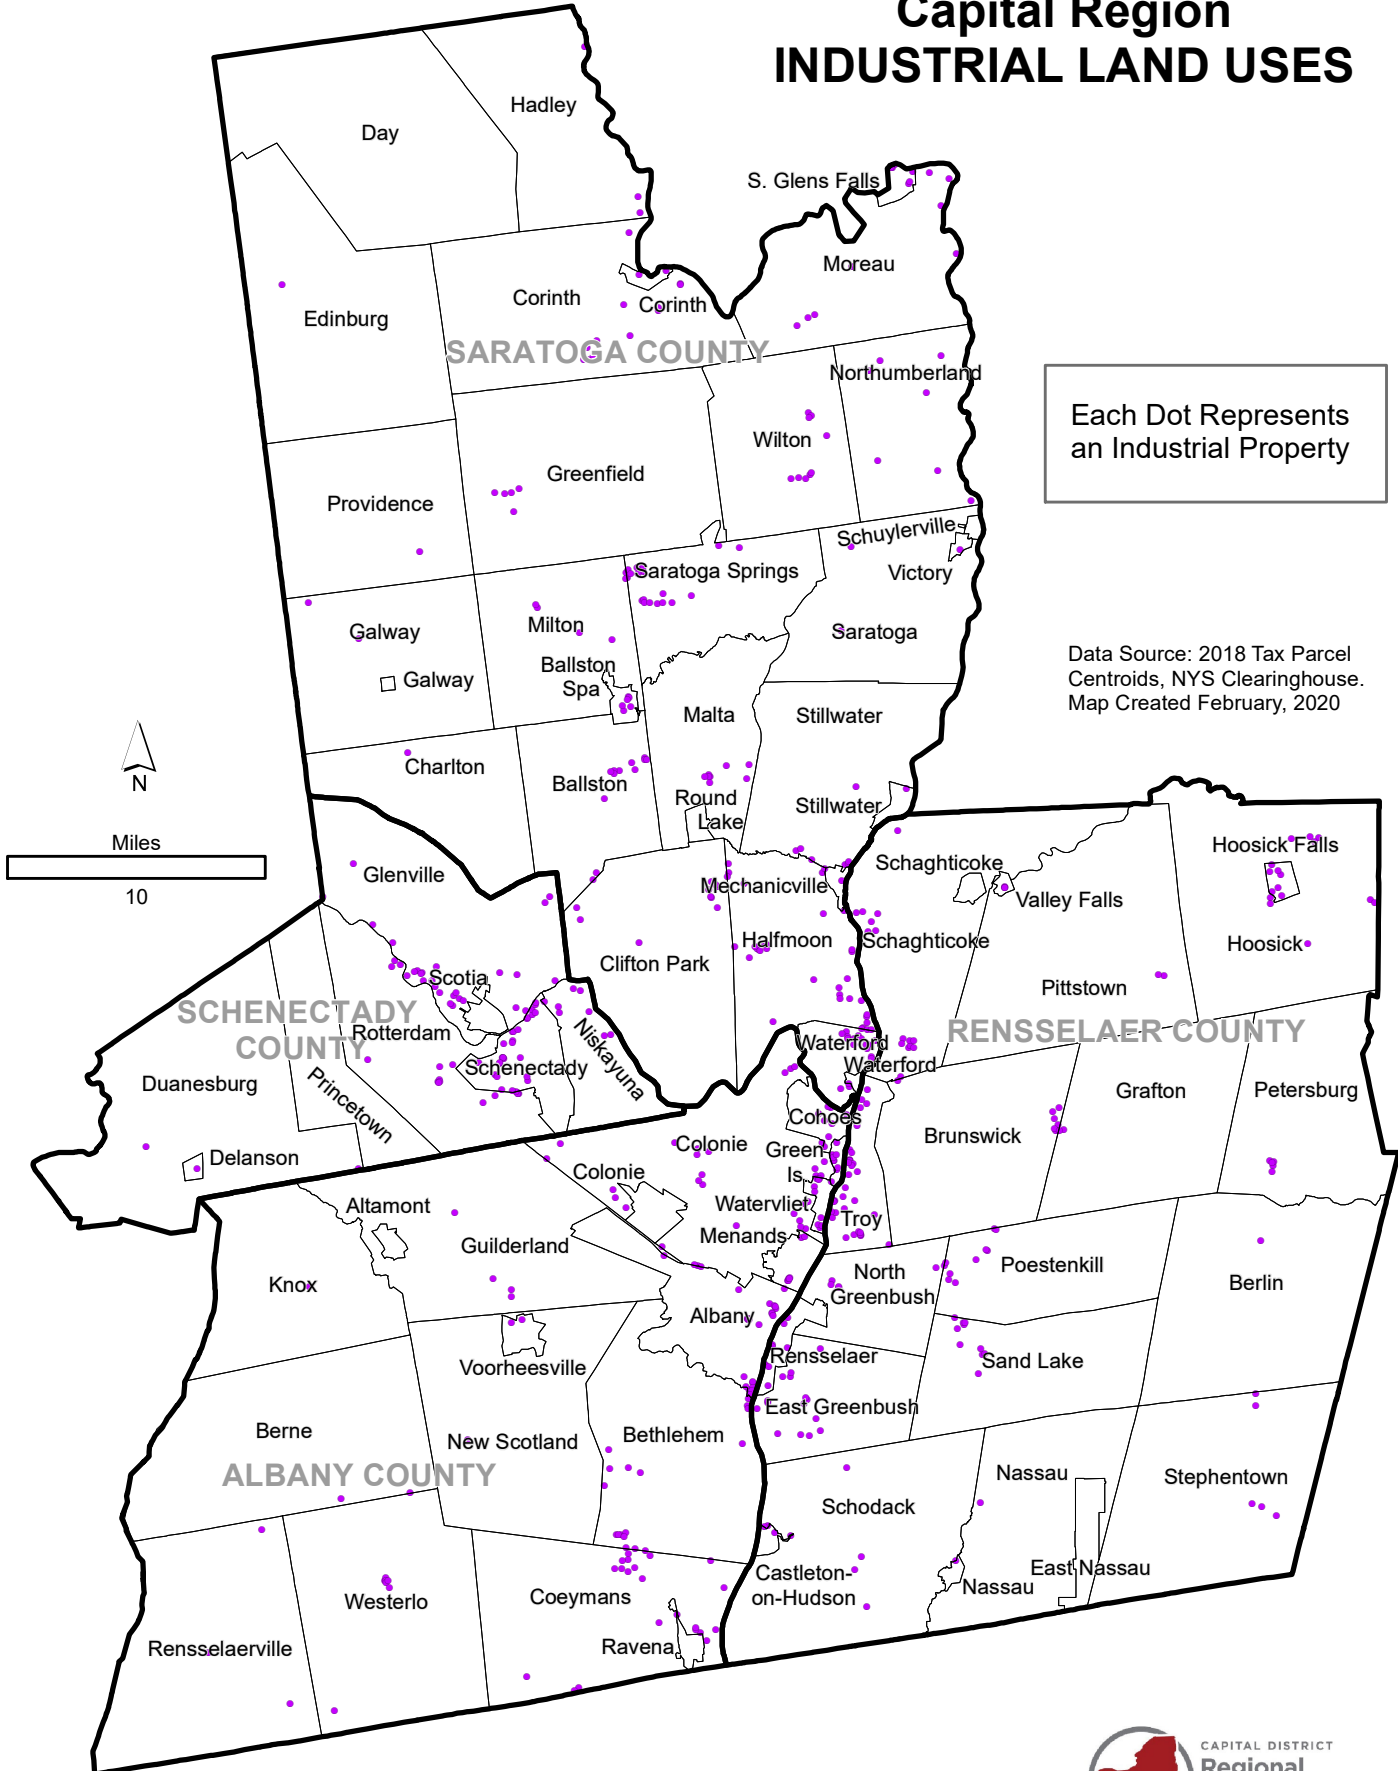 Capital Region
INDUSTRIAL LAND USES
Hadley
Day
S. Glens Falls
Moreau
Edinburg
Corinth
Corinth
SARATOGA COUNTY
Northumberland
Each Dot Represents
an Industrial Property
Wilton
Greenfield
Providence
Schuylerville
Victory
Saratoga Springs
Galway
Milton
Saratoga
Data Source: 2018 Tax Parcel
Centroids, NYS Clearinghouse.
Map Created February, 2020
Ballston
Spa
Galway
Malta
Stillwater
N
Charlton
Ballston
Round
Lake
Stillwater
Miles
10
Glenville
Mechanicville
Schaghticoke
Hoosick Falls
Valley Falls
Halfmoon
Schaghticoke
Hoosick
Clifton Park
Scotia
Pittstown
SCHENECTADY
COUNTY
Rotterdam
Niskayuna
Waterford
Waterford
RENSSELAER COUNTY
Schenectady
Duanesburg
Princetown
Grafton
Petersburg
Cohoes
Brunswick
Delanson
Colonie
Colonie
Green
Is.
Altamont
Watervliet
Troy
Menands
Guilderland
Knox
North
Greenbush
Poestenkill
Berlin
Albany
Voorheesville
Rensselaer
Sand Lake
East Greenbush
Berne
New Scotland
Bethlehem
ALBANY COUNTY
Nassau
Stephentown
Schodack
Castleton-
on-Hudson
East Nassau
Nassau
Westerlo
Coeymans
Ravena
Rensselaerville
CAPITAL DISTRICT
Regional